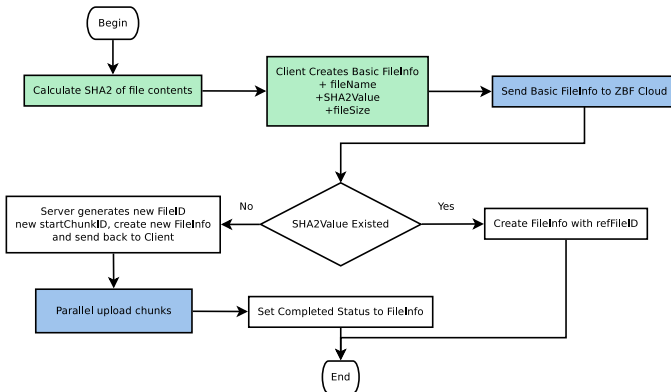 Begin
Calculate SHA2 of file contents
Client Creates Basic FileInfo
+ fileName
+SHA2Value
+fileSize
Send Basic FileInfo to ZBF Cloud
No
Yes
Server generates new FileID
new startChunkID, create new FileInfo
and send back to Client
SHA2Value Existed
Create FileInfo with refFileID
Parallel upload chunks
Set Completed Status to FileInfo
End